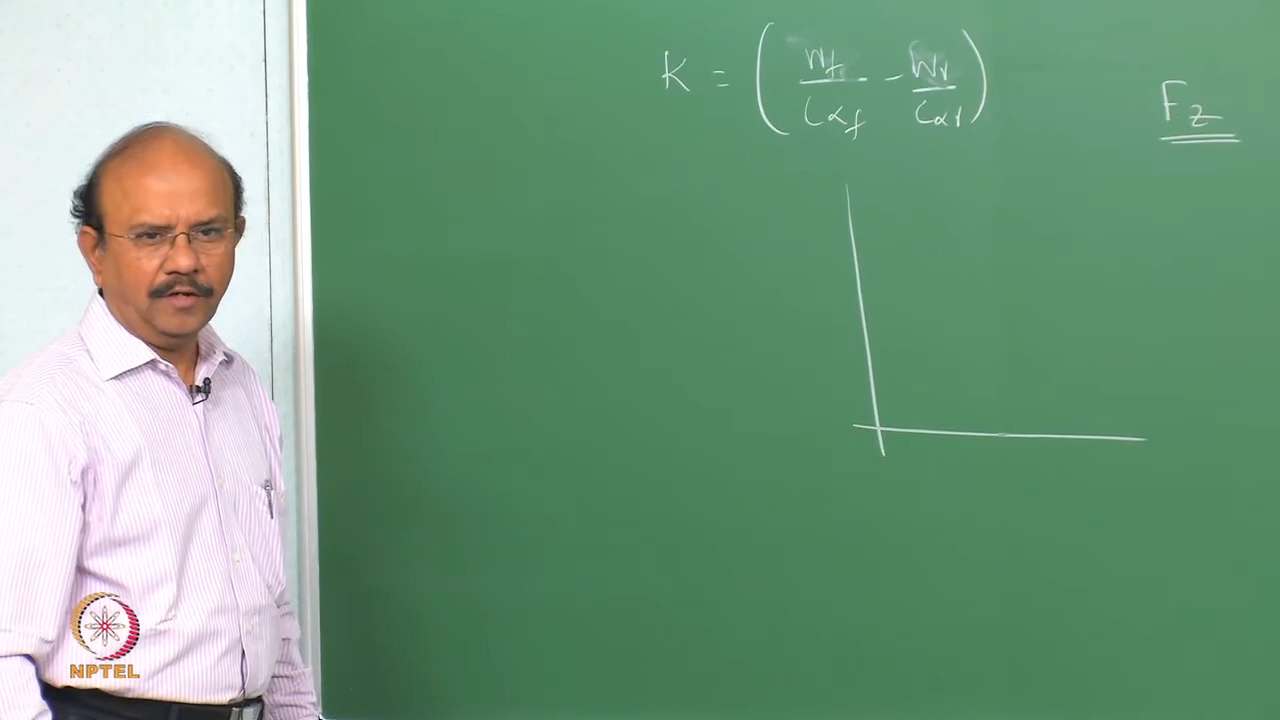 K = ( Wf / Cαf - Wr / Cαr )
Fz
NPTEL